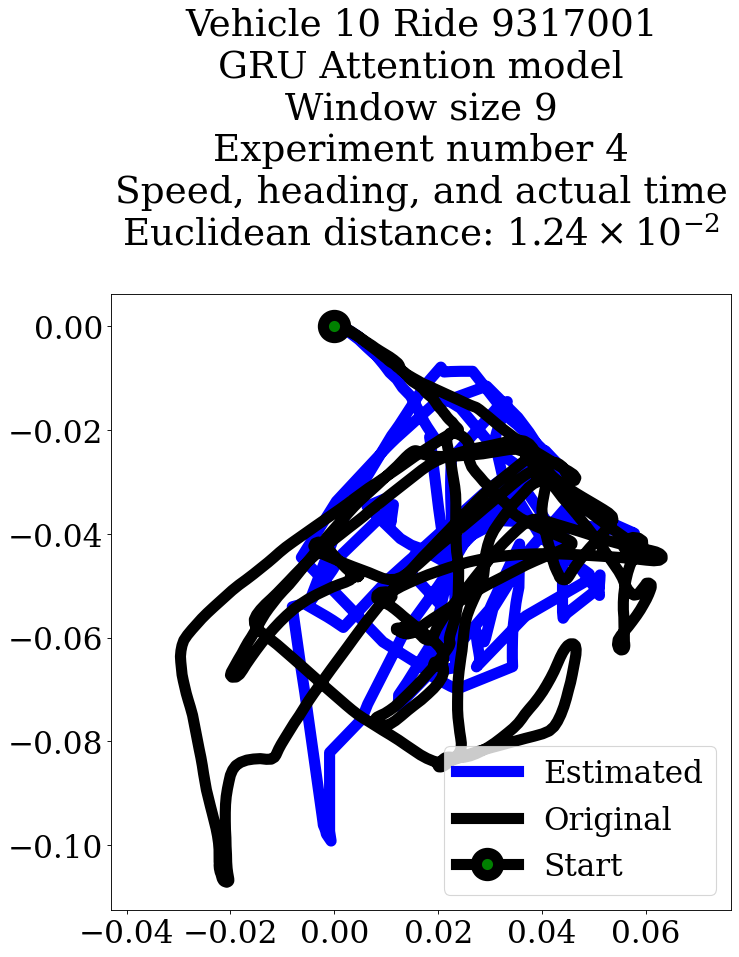 Vehicle 10 Ride 9317001
GRU Attention model
Window size 9
Experiment number 4
Speed, heading, and actual time
Euclidean distance: 1.24 × 10⁻²
0.00
−0.02
−0.04
−0.06
−0.08
−0.10
Estimated
Original
Start
−0.04 −0.02 0.00 0.02 0.04 0.06